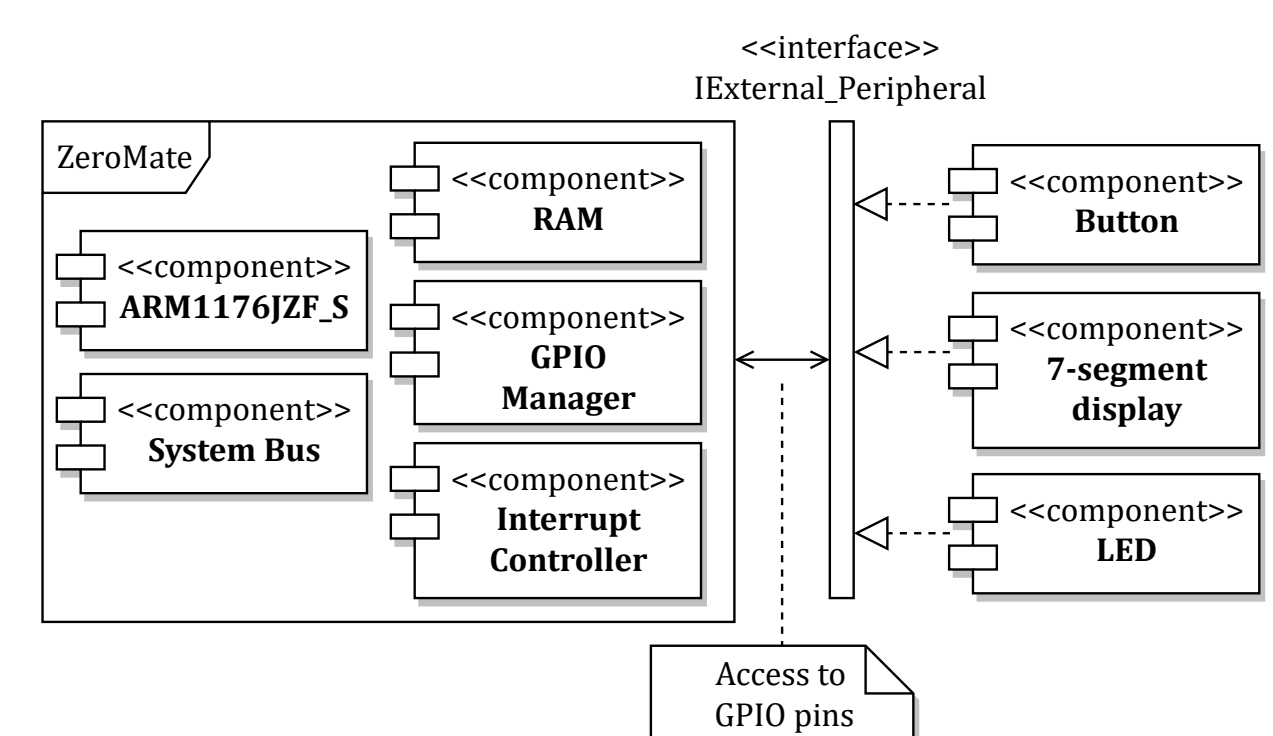 <<interface>>
IExternal_Peripheral
ZeroMate
<<component>>
ARM1176JZF_S
<<component>>
System Bus
<<component>>
RAM
<<component>>
GPIO
Manager
<<component>>
Interrupt
Controller
<<component>>
Button
<<component>>
7-segment
display
<<component>>
LED
Access to
GPIO pins